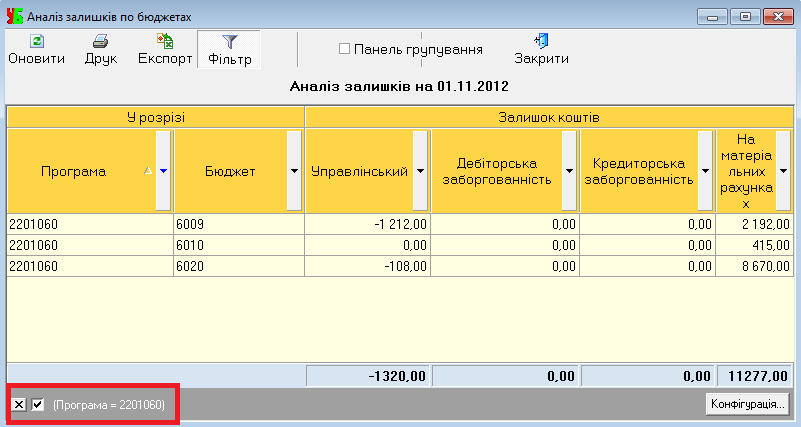 УБ Аналіз залишків по бюджетах
Оновити Друк Експорт Фільтр Панель групування Закрити
Аналіз залишків на 01.11.2012
У розрізі Залишок коштів
Програма Бюджет Управлінський Дебіторська заборгованність Кредиторська заборгованність На матеріальних рахунках
2201060 6009 -1 212,00 0,00 0,00 2 192,00
2201060 6010 0,00 0,00 0,00 415,00
2201060 6020 -108,00 0,00 0,00 8 670,00
-1320,00 0,00 0,00 11277,00
(Програма = 2201060) Конфігурація...